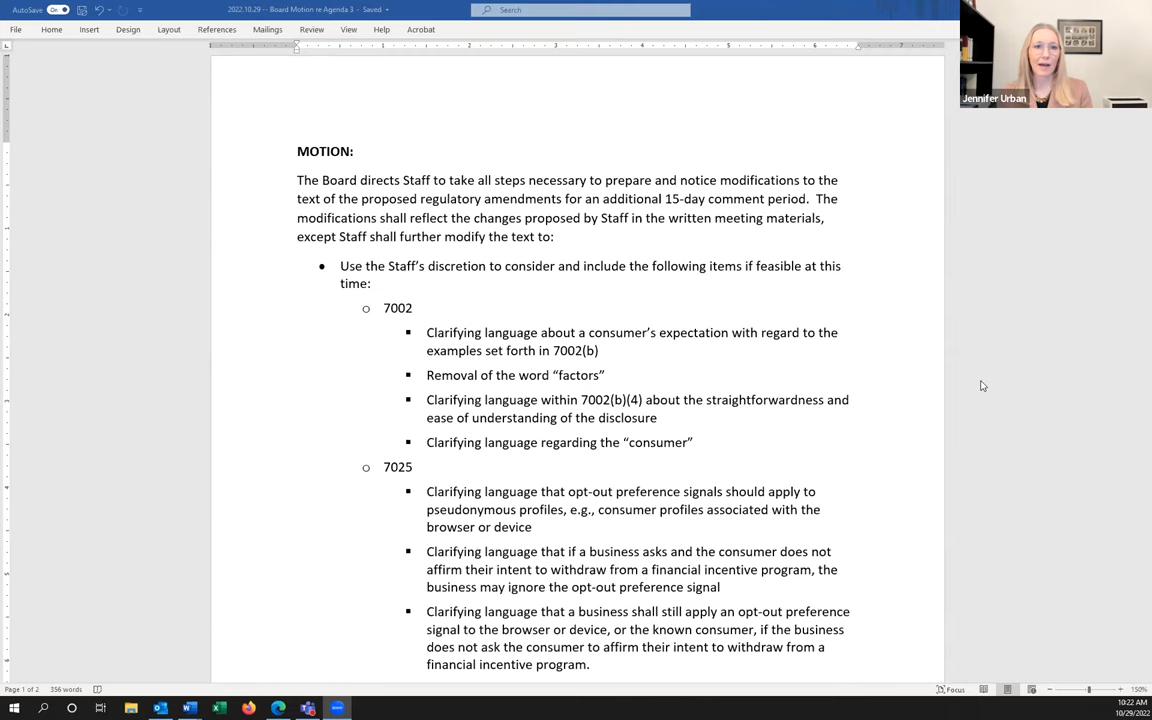 AutoSave On 2022.10.29 -- Board Motion re Agenda 3 - Saved Search
File Home Insert Design Layout References Mailings Review View Help Acrobat
Jennifer Urban
MOTION:
The Board directs Staff to take all steps necessary to prepare and notice modifications to the
text of the proposed regulatory amendments for an additional 15-day comment period. The
modifications shall reflect the changes proposed by Staff in the written meeting materials,
except Staff shall further modify the text to:
• Use the Staff's discretion to consider and include the following items if feasible at this
time:
o 7002
▪ Clarifying language about a consumer's expectation with regard to the
examples set forth in 7002(b)
▪ Removal of the word “factors”
▪ Clarifying language within 7002(b)(4) about the straightforwardness and
ease of understanding of the disclosure
▪ Clarifying language regarding the “consumer”
o 7025
▪ Clarifying language that opt-out preference signals should apply to
pseudonymous profiles, e.g., consumer profiles associated with the
browser or device
▪ Clarifying language that if a business asks and the consumer does not
affirm their intent to withdraw from a financial incentive program, the
business may ignore the opt-out preference signal
▪ Clarifying language that a business shall still apply an opt-out preference
signal to the browser or device, or the known consumer, if the business
does not ask the consumer to affirm their intent to withdraw from a
financial incentive program.
Page 1 of 2 356 words Focus 150%
10:22 AM
10/29/2022